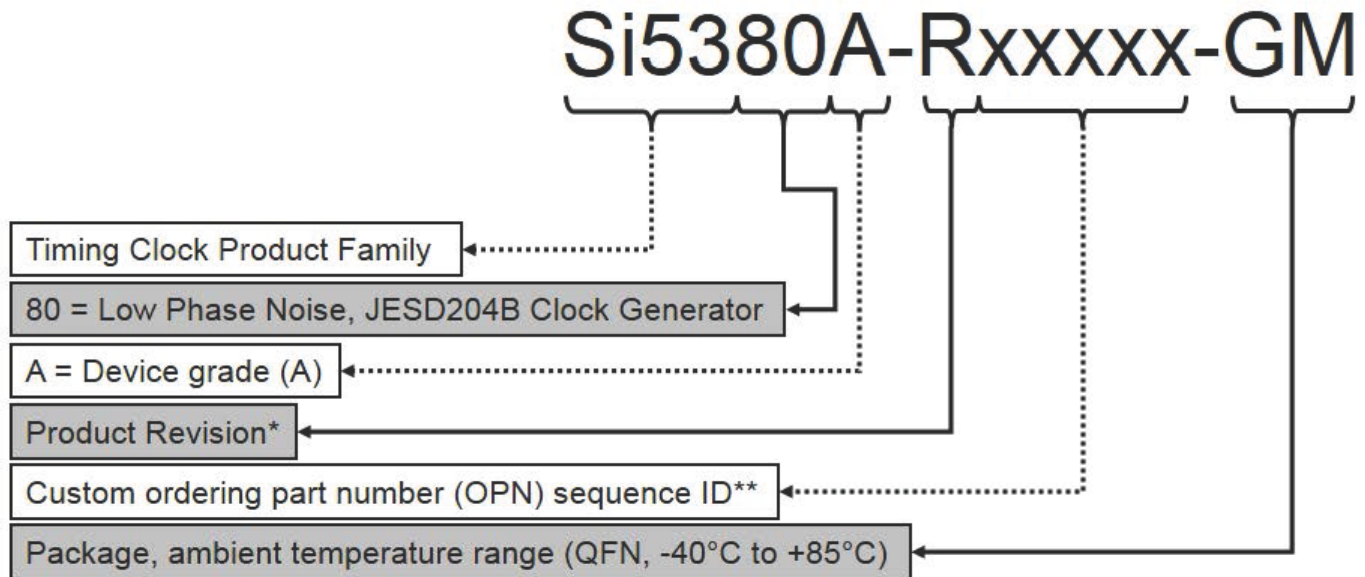 Si5380A-Rxxxxx-GM
Timing Clock Product Family
80 = Low Phase Noise, JESD204B Clock Generator
A = Device grade (A)
Product Revision*
Custom ordering part number (OPN) sequence ID**
Package, ambient temperature range (QFN, -40°C to +85°C)